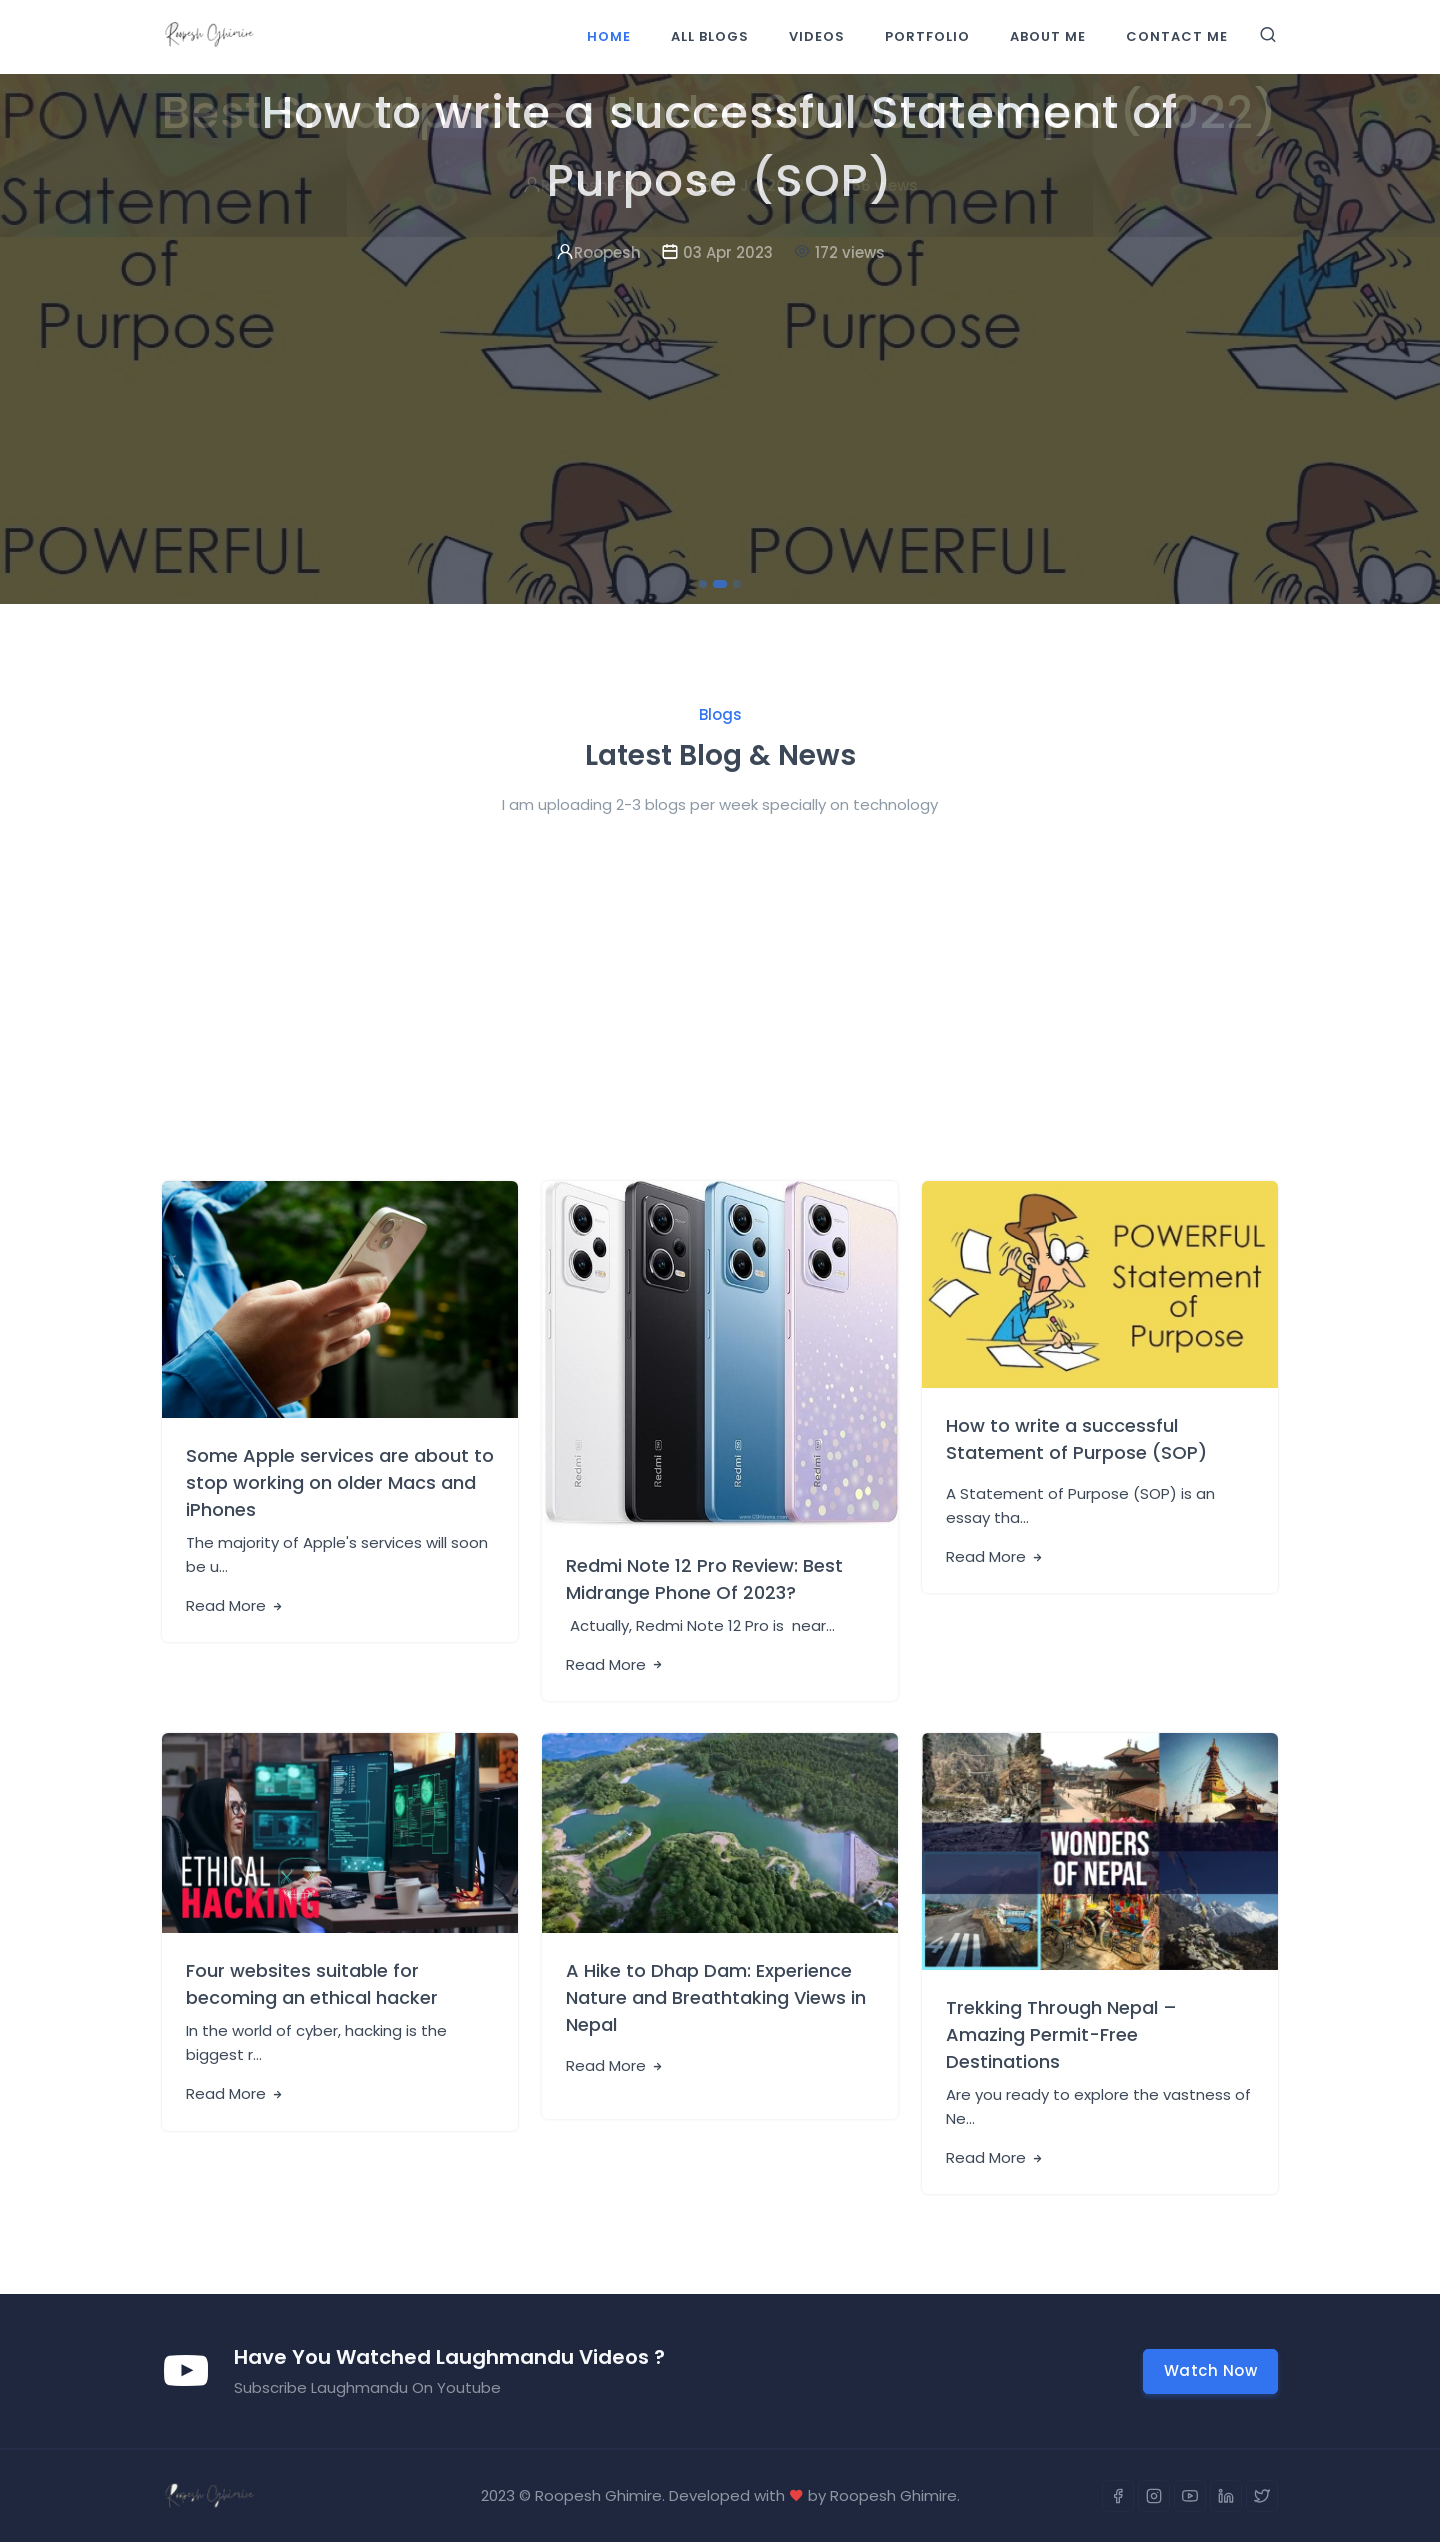 Roopesh Ghimire
HOME
ALL BLOGS
VIDEOS
PORTFOLIO
ABOUT ME
CONTACT ME
How to write a successful Statement of
Purpose (SOP)
Roopesh
03 Apr 2023
172 views
of
Purpose
of
Purpose
POWERFUL
POWERFUL
Blogs
Latest Blog & News
I am uploading 2-3 blogs per week specially on technology
Redmi
Redmi
Redmi
Redmi
POWERFUL
Statement
of
Purpose
Some Apple services are about to
stop working on older Macs and
iPhones
The majority of Apple's services will soon
be u...
Read More
Redmi Note 12 Pro Review: Best
Midrange Phone Of 2023?
Actually, Redmi Note 12 Pro is near...
Read More
How to write a successful
Statement of Purpose (SOP)
A Statement of Purpose (SOP) is an
essay tha...
Read More
ETHICAL
HACKING
WONDERS
OF NEPAL
Four websites suitable for
becoming an ethical hacker
In the world of cyber, hacking is the
biggest r...
Read More
A Hike to Dhap Dam: Experience
Nature and Breathtaking Views in
Nepal
Read More
Trekking Through Nepal –
Amazing Permit-Free
Destinations
Are you ready to explore the vastness of
Ne...
Read More
Have You Watched Laughmandu Videos ?
Subscribe Laughmandu On Youtube
Watch Now
Roopesh Ghimire
2023 © Roopesh Ghimire. Developed with ♥ by Roopesh Ghimire.